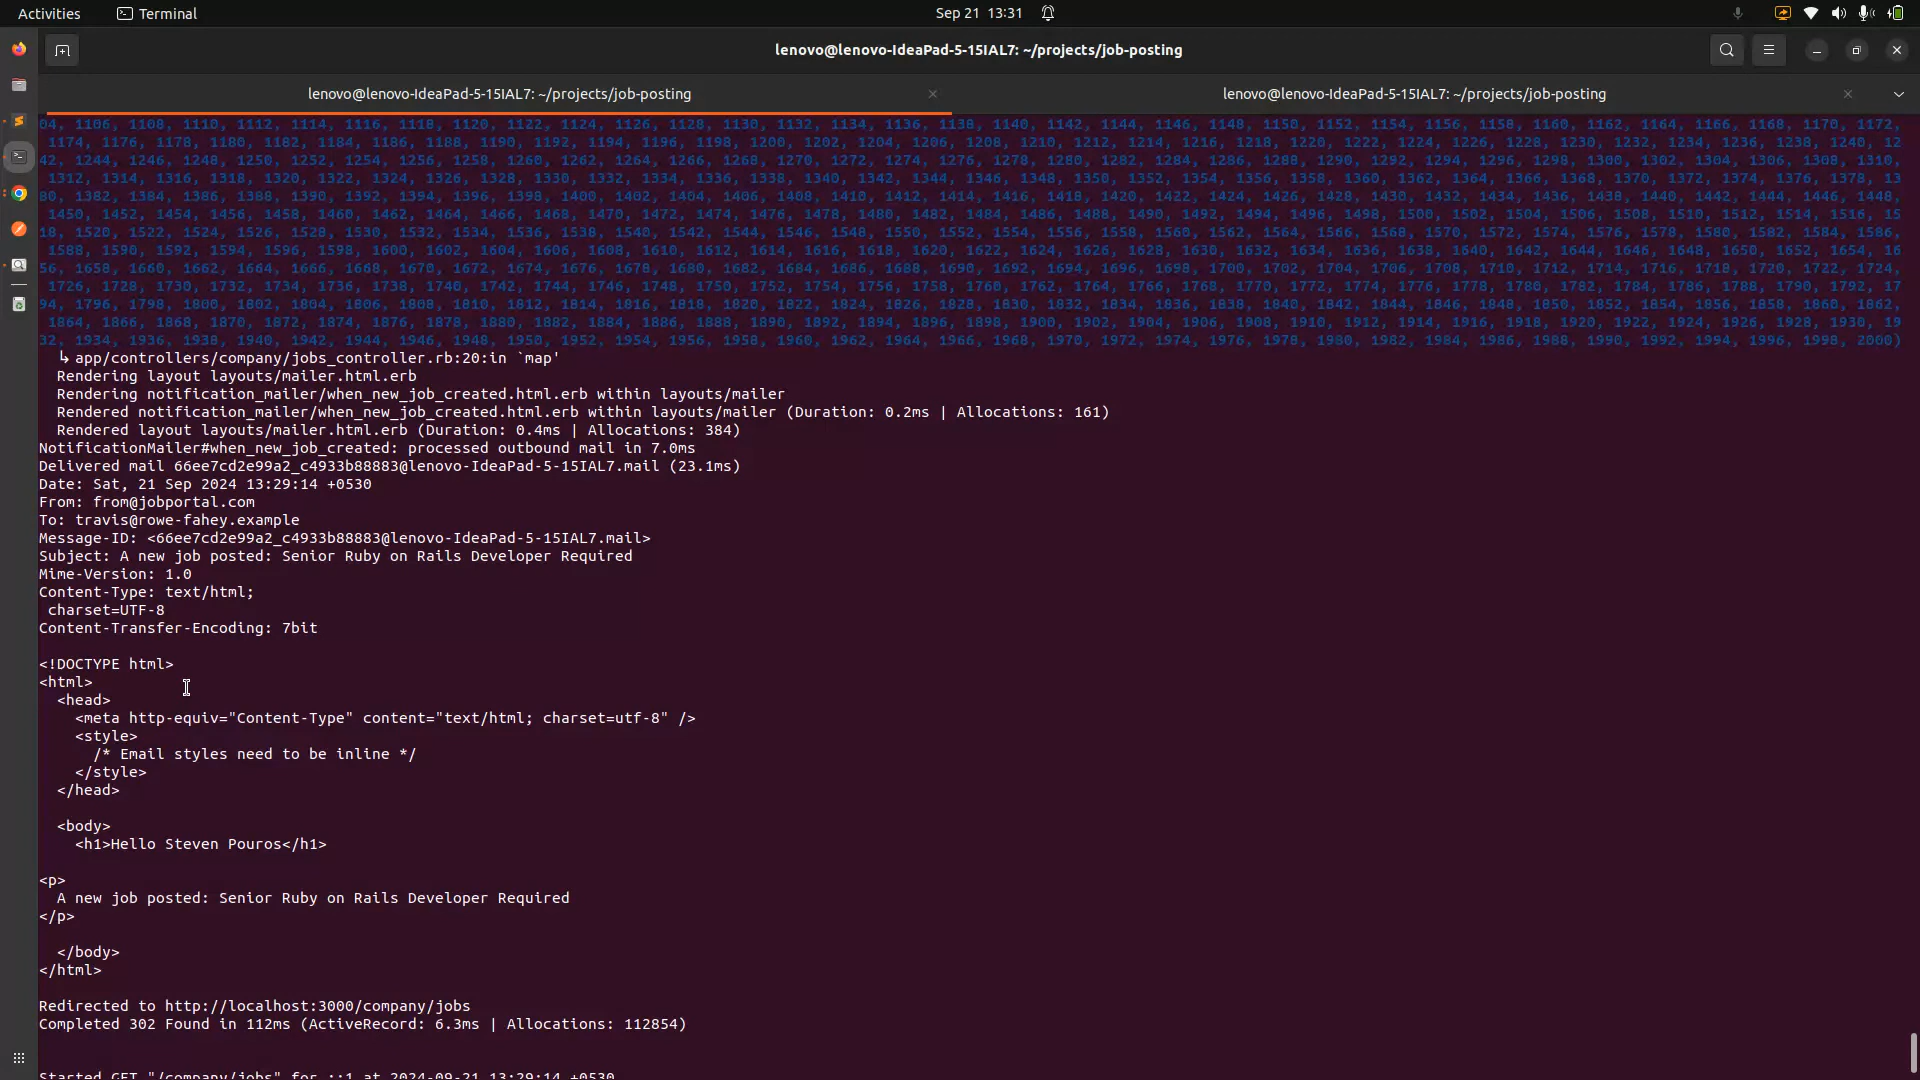 Activities
Terminal
Sep 21 13:31
lenovo@lenovo-IdeaPad-5-15IAL7: ~/projects/job-posting
lenovo@lenovo-IdeaPad-5-15IAL7: ~/projects/job-posting
lenovo@lenovo-IdeaPad-5-15IAL7: ~/projects/job-posting
04, 1106, 1108, 1110, 1112, 1114, 1116, 1118, 1120, 1122, 1124, 1126, 1128, 1130, 1132, 1134, 1136, 1138, 1140, 1142, 1144, 1146, 1148, 1150, 1152, 1154, 1156, 1158, 1160, 1162, 1164, 1166, 1168, 1170, 1172,
1174, 1176, 1178, 1180, 1182, 1184, 1186, 1188, 1190, 1192, 1194, 1196, 1198, 1200, 1202, 1204, 1206, 1208, 1210, 1212, 1214, 1216, 1218, 1220, 1222, 1224, 1226, 1228, 1230, 1232, 1234, 1236, 1238, 1240, 12
42, 1244, 1246, 1248, 1250, 1252, 1254, 1256, 1258, 1260, 1262, 1264, 1266, 1268, 1270, 1272, 1274, 1276, 1278, 1280, 1282, 1284, 1286, 1288, 1290, 1292, 1294, 1296, 1298, 1300, 1302, 1304, 1306, 1308, 1310,
1312, 1314, 1316, 1318, 1320, 1322, 1324, 1326, 1328, 1330, 1332, 1334, 1336, 1338, 1340, 1342, 1344, 1346, 1348, 1350, 1352, 1354, 1356, 1358, 1360, 1362, 1364, 1366, 1368, 1370, 1372, 1374, 1376, 1378, 13
80, 1382, 1384, 1386, 1388, 1390, 1392, 1394, 1396, 1398, 1400, 1402, 1404, 1406, 1408, 1410, 1412, 1414, 1416, 1418, 1420, 1422, 1424, 1426, 1428, 1430, 1432, 1434, 1436, 1438, 1440, 1442, 1444, 1446, 1448,
1450, 1452, 1454, 1456, 1458, 1460, 1462, 1464, 1466, 1468, 1470, 1472, 1474, 1476, 1478, 1480, 1482, 1484, 1486, 1488, 1490, 1492, 1494, 1496, 1498, 1500, 1502, 1504, 1506, 1508, 1510, 1512, 1514, 1516, 15
18, 1520, 1522, 1524, 1526, 1528, 1530, 1532, 1534, 1536, 1538, 1540, 1542, 1544, 1546, 1548, 1550, 1552, 1554, 1556, 1558, 1560, 1562, 1564, 1566, 1568, 1570, 1572, 1574, 1576, 1578, 1580, 1582, 1584, 1586,
1588, 1590, 1592, 1594, 1596, 1598, 1600, 1602, 1604, 1606, 1608, 1610, 1612, 1614, 1616, 1618, 1620, 1622, 1624, 1626, 1628, 1630, 1632, 1634, 1636, 1638, 1640, 1642, 1644, 1646, 1648, 1650, 1652, 1654, 16
56, 1658, 1660, 1662, 1664, 1666, 1668, 1670, 1672, 1674, 1676, 1678, 1680, 1682, 1684, 1686, 1688, 1690, 1692, 1694, 1696, 1698, 1700, 1702, 1704, 1706, 1708, 1710, 1712, 1714, 1716, 1718, 1720, 1722, 1724,
1726, 1728, 1730, 1732, 1734, 1736, 1738, 1740, 1742, 1744, 1746, 1748, 1750, 1752, 1754, 1756, 1758, 1760, 1762, 1764, 1766, 1768, 1770, 1772, 1774, 1776, 1778, 1780, 1782, 1784, 1786, 1788, 1790, 1792, 17
94, 1796, 1798, 1800, 1802, 1804, 1806, 1808, 1810, 1812, 1814, 1816, 1818, 1820, 1822, 1824, 1826, 1828, 1830, 1832, 1834, 1836, 1838, 1840, 1842, 1844, 1846, 1848, 1850, 1852, 1854, 1856, 1858, 1860, 1862,
1864, 1866, 1868, 1870, 1872, 1874, 1876, 1878, 1880, 1882, 1884, 1886, 1888, 1890, 1892, 1894, 1896, 1898, 1900, 1902, 1904, 1906, 1908, 1910, 1912, 1914, 1916, 1918, 1920, 1922, 1924, 1926, 1928, 1930, 19
32, 1934, 1936, 1938, 1940, 1942, 1944, 1946, 1948, 1950, 1952, 1954, 1956, 1958, 1960, 1962, 1964, 1966, 1968, 1970, 1972, 1974, 1976, 1978, 1980, 1982, 1984, 1986, 1988, 1990, 1992, 1994, 1996, 1998, 2000)
↳ app/controllers/company/jobs_controller.rb:20:in `map'
Rendering layout layouts/mailer.html.erb
Rendering notification_mailer/when_new_job_created.html.erb within layouts/mailer
Rendered notification_mailer/when_new_job_created.html.erb within layouts/mailer (Duration: 0.2ms | Allocations: 161)
Rendered layout layouts/mailer.html.erb (Duration: 0.4ms | Allocations: 384)
NotificationMailer#when_new_job_created: processed outbound mail in 7.0ms
Delivered mail 66ee7cd2e99a2_c4933b88883@lenovo-IdeaPad-5-15IAL7.mail (23.1ms)
Date: Sat, 21 Sep 2024 13:29:14 +0530
From: from@jobportal.com
To: travis@rowe-fahey.example
Message-ID: <66ee7cd2e99a2_c4933b88883@lenovo-IdeaPad-5-15IAL7.mail>
Subject: A new job posted: Senior Ruby on Rails Developer Required
Mime-Version: 1.0
Content-Type: text/html;
charset=UTF-8
Content-Transfer-Encoding: 7bit
<!DOCTYPE html>
<html>
<head>
<meta http-equiv="Content-Type" content="text/html; charset=utf-8" />
<style>
/* Email styles need to be inline */
</style>
</head>
<body>
<h1>Hello Steven Pouros</h1>
<p>
A new job posted: Senior Ruby on Rails Developer Required
</p>
</body>
</html>
Redirected to http://localhost:3000/company/jobs
Completed 302 Found in 112ms (ActiveRecord: 6.3ms | Allocations: 112854)
Started GET "/company/jobs" for ::1 at 2024-09-21 13:29:14 +0530